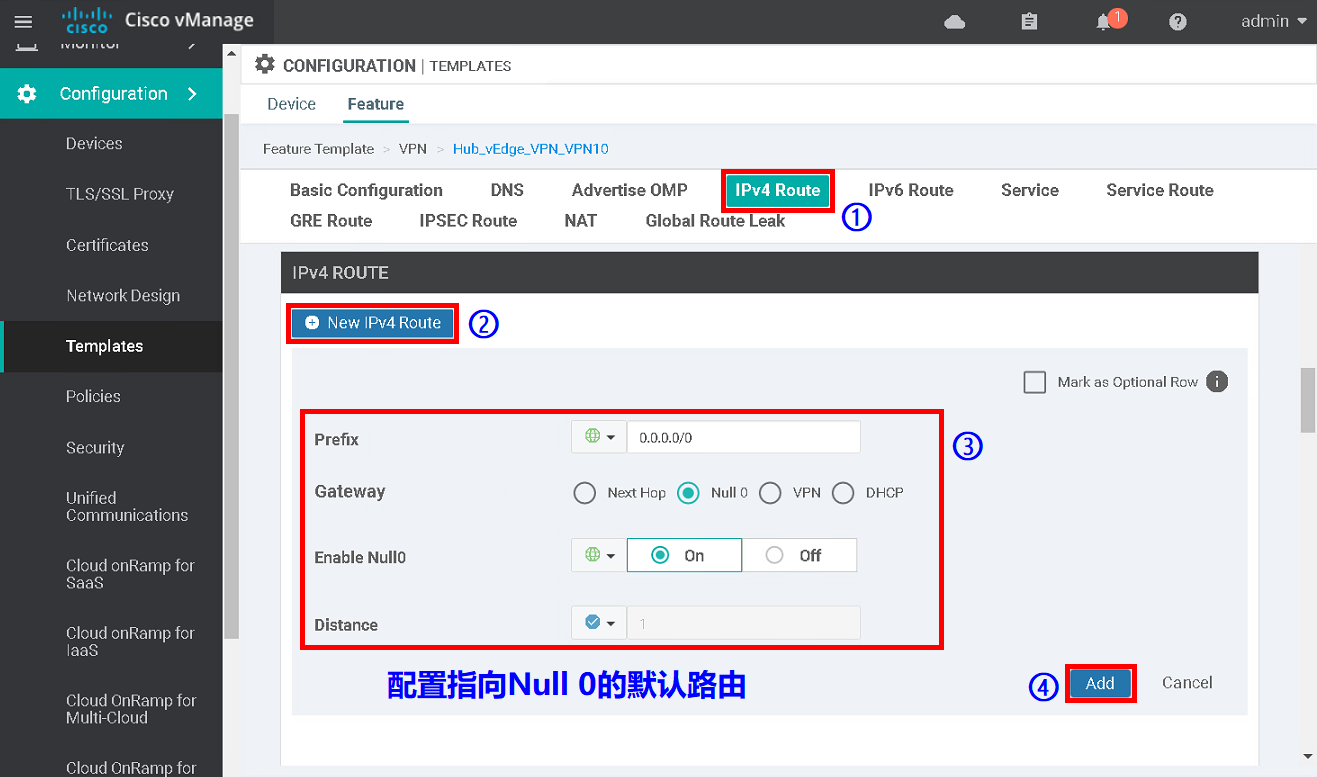 cisco Cisco vManage
1
admin
Monitor
Configuration
Devices
TLS/SSL Proxy
Certificates
Network Design
Templates
Policies
Security
Unified
Communications
Cloud onRamp for
SaaS
Cloud onRamp for
IaaS
Cloud OnRamp for
Multi-Cloud
Cloud OnRamp for
CONFIGURATION | TEMPLATES
Device Feature
Feature Template > VPN > Hub_vEdge_VPN_VPN10
Basic Configuration DNS Advertise OMP IPv4 Route IPv6 Route Service Service Route
①
GRE Route IPSEC Route NAT Global Route Leak
IPv4 ROUTE
New IPv4 Route ②
Mark as Optional Row i
Prefix 0.0.0.0/0
③
Gateway Next Hop Null 0 VPN DHCP
Enable Null0 On Off
Distance 1
配置指向Null 0的默认路由
④ Add Cancel